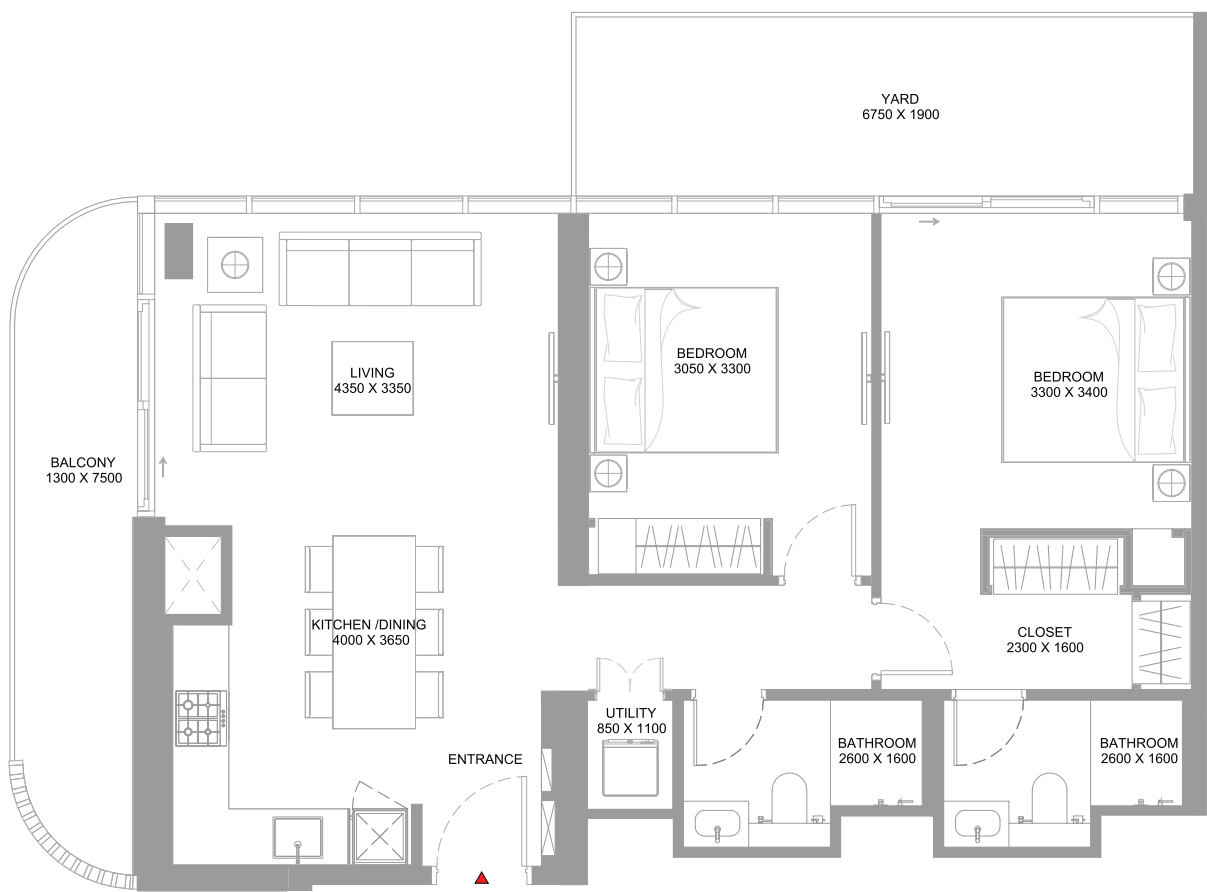 YARD
6750 X 1900
BEDROOM
3050 X 3300
LIVING
4350 X 3350
BEDROOM
3300 X 3400
BALCONY
1300 X 7500
KITCHEN /DINING
4000 X 3650
CLOSET
2300 X 1600
UTILITY
850 X 1100
ENTRANCE
BATHROOM
2600 X 1600
BATHROOM
2600 X 1600